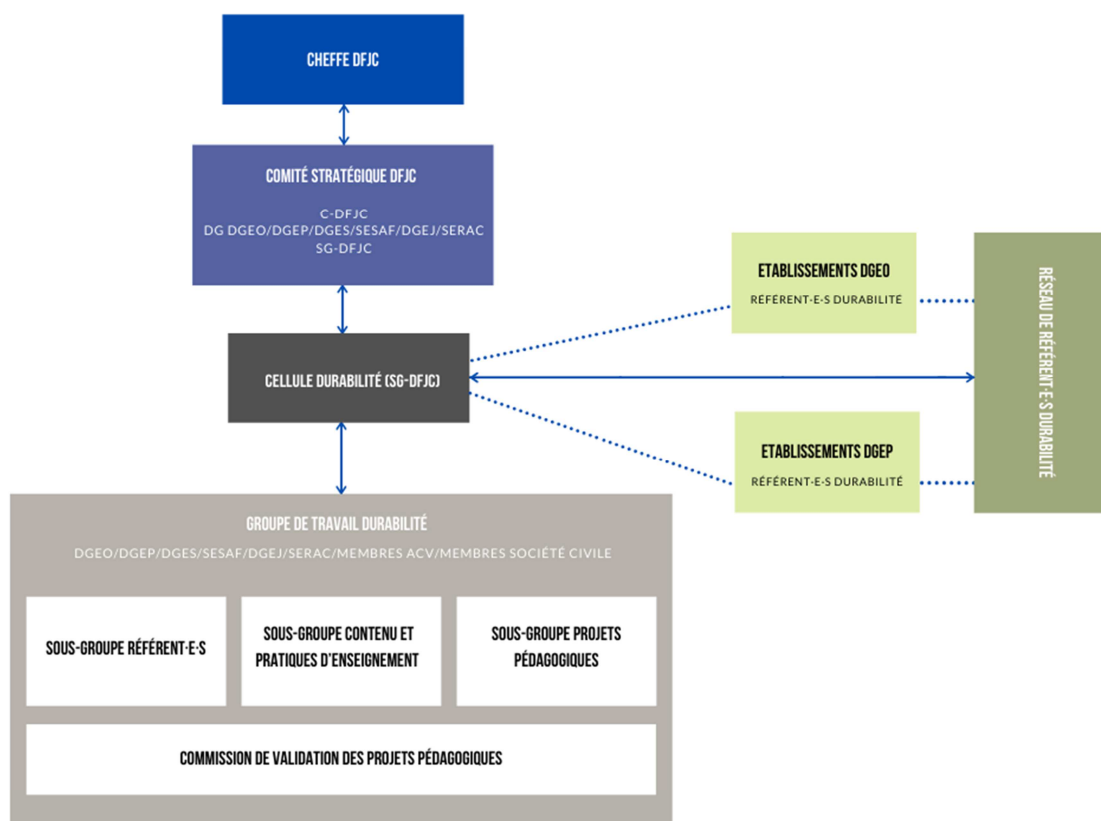 CHEFFE DFJC
COMITÉ STRATÉGIQUE DFJC
C-DFJC
DG DGEO/DGEP/DGES/SESAF/DGEJ/SERAC
SG-DFJC
ETABLISSEMENTS DGEO
RÉFÉRENT·E·S DURABILITÉ
RÉSEAU DE RÉFÉRENT·E·S DURABILITÉ
CELLULE DURABILITÉ (SG-DFJC)
ETABLISSEMENTS DGEP
RÉFÉRENT·E·S DURABILITÉ
GROUPE DE TRAVAIL DURABILITÉ
DGEO/DGEP/DGES/SESAF/DGEJ/SERAC/MEMBRES ACV/MEMBRES SOCIÉTÉ CIVILE
SOUS-GROUPE RÉFÉRENT·E·S
SOUS-GROUPE CONTENU ET
PRATIQUES D'ENSEIGNEMENT
SOUS-GROUPE PROJETS
PÉDAGOGIQUES
COMMISSION DE VALIDATION DES PROJETS PÉDAGOGIQUES